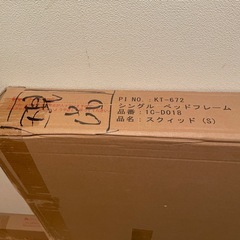 PI NO. :KT-672
シングル ベッドフレーム
品番:IC-D018
品名:スクィッド (S)